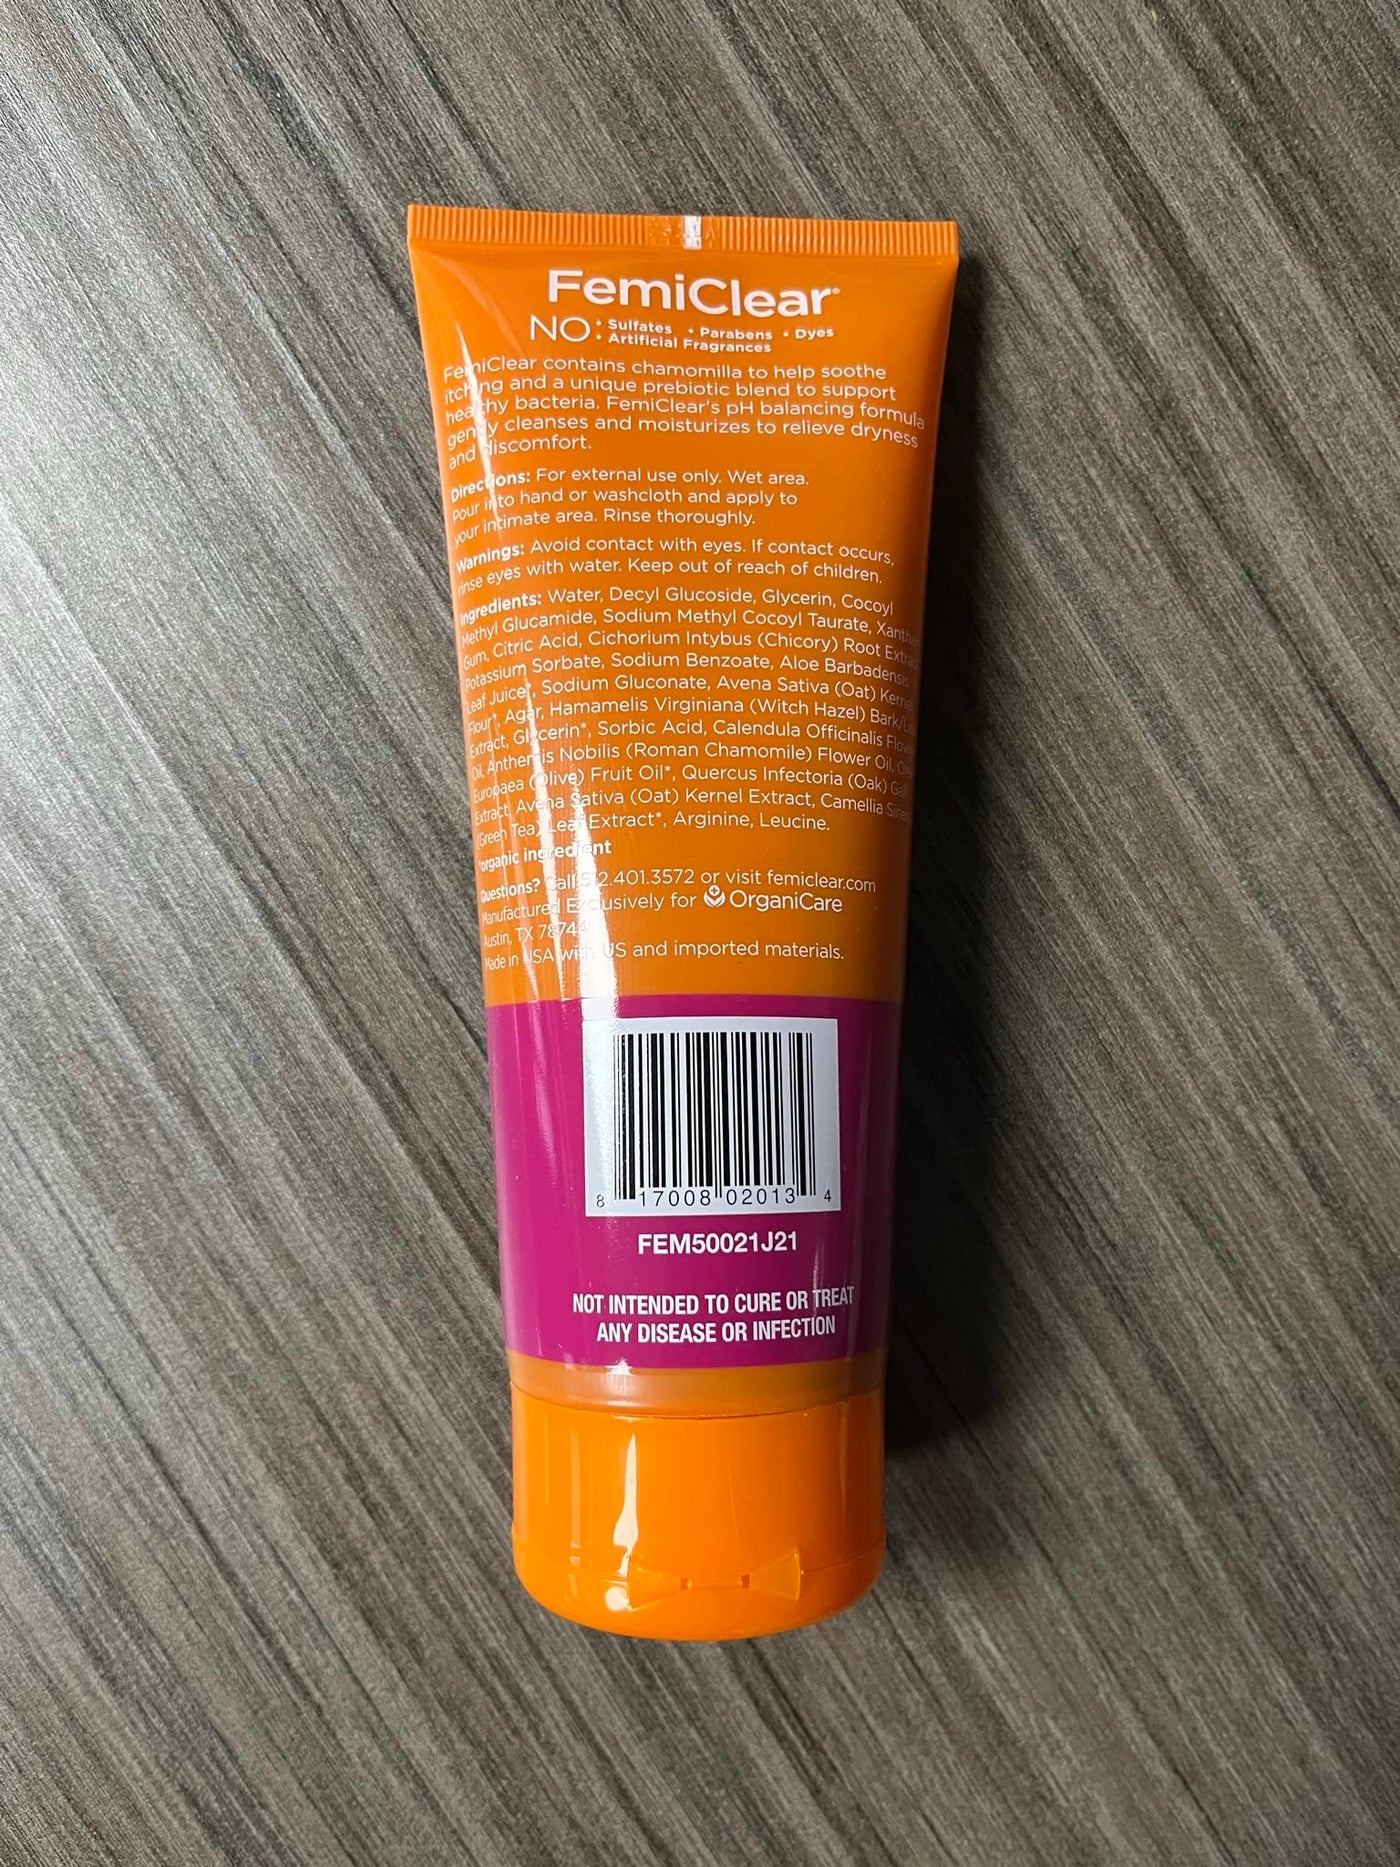 FemiClear®
NO: Sulfates • Parabens • Dyes
Artificial Fragrances
FemiClear contains chamomilla to help soothe
itching and a unique prebiotic blend to support
healthy bacteria. FemiClear's pH balancing formula
gently cleanses and moisturizes to relieve dryness
and discomfort.
Directions: For external use only. Wet area.
Pour into hand or washcloth and apply to
your intimate area. Rinse thoroughly.
Warnings: Avoid contact with eyes. If contact occurs,
rinse eyes with water. Keep out of reach of children.
Ingredients: Water, Decyl Glucoside, Glycerin, Cocoyl
Methyl Glucamide, Sodium Methyl Cocoyl Taurate, Xanthan
Gum, Citric Acid, Cichorium Intybus (Chicory) Root Extract,
Potassium Sorbate, Sodium Benzoate, Aloe Barbadensis
Leaf Juice*, Sodium Gluconate, Avena Sativa (Oat) Kernel
Flour*, Agar, Hamamelis Virginiana (Witch Hazel) Bark/Leaf
Extract, Glycerin*, Sorbic Acid, Calendula Officinalis Flower
Oil, Anthemis Nobilis (Roman Chamomile) Flower Oil,
Europaea (Olive) Fruit Oil*, Quercus Infectoria (Oak) Gall
Extract, Avena Sativa (Oat) Kernel Extract, Camellia Sinensis
(Green Tea) Leaf Extract*, Arginine, Leucine.
*organic ingredient
Questions? Call 512.401.3572 or visit femiclear.com
Manufactured Exclusively for OrganiCare
Austin, TX 78744
Made in USA with US and imported materials.
8 17008 02013 4
FEM50021J21
NOT INTENDED TO CURE OR TREAT
ANY DISEASE OR INFECTION